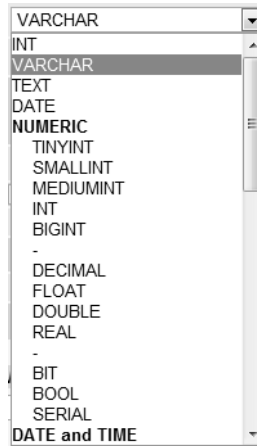 VARCHAR
INT
VARCHAR
TEXT
DATE
NUMERIC
TINYINT
SMALLINT
MEDIUMINT
INT
BIGINT
-
DECIMAL
FLOAT
DOUBLE
REAL
-
BIT
BOOL
SERIAL
DATE and TIME